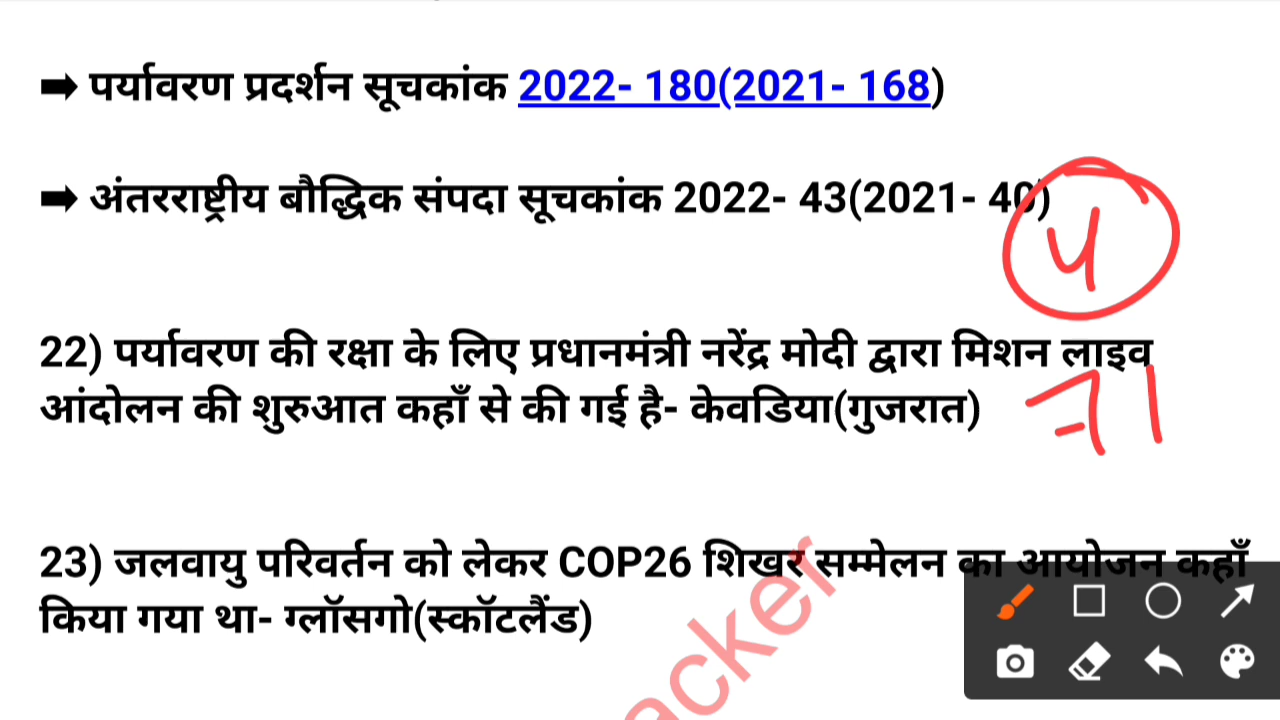 ➡ पर्यावरण प्रदर्शन सूचकांक 2022- 180(2021- 168)
➡ अंतरराष्ट्रीय बौद्धिक संपदा सूचकांक 2022- 43(2021- 40)
22) पर्यावरण की रक्षा के लिए प्रधानमंत्री नरेंद्र मोदी द्वारा मिशन लाइव
आंदोलन की शुरुआत कहाँ से की गई है- केवडिया(गुजरात)
23) जलवायु परिवर्तन को लेकर COP26 शिखर सम्मेलन का आयोजन कहाँ
किया गया था- ग्लॉसगो(स्कॉटलैंड)
acker